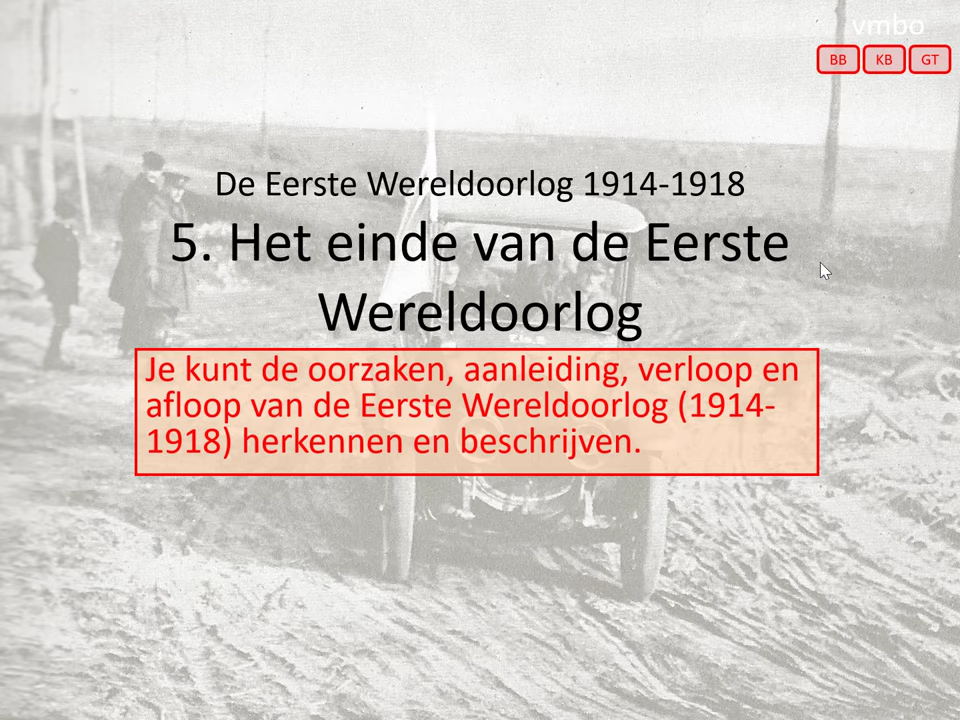 vmbo
BB KB GT
De Eerste Wereldoorlog 1914-1918
5. Het einde van de Eerste
Wereldoorlog
Je kunt de oorzaken, aanleiding, verloop en
afloop van de Eerste Wereldoorlog (1914-
1918) herkennen en beschrijven.